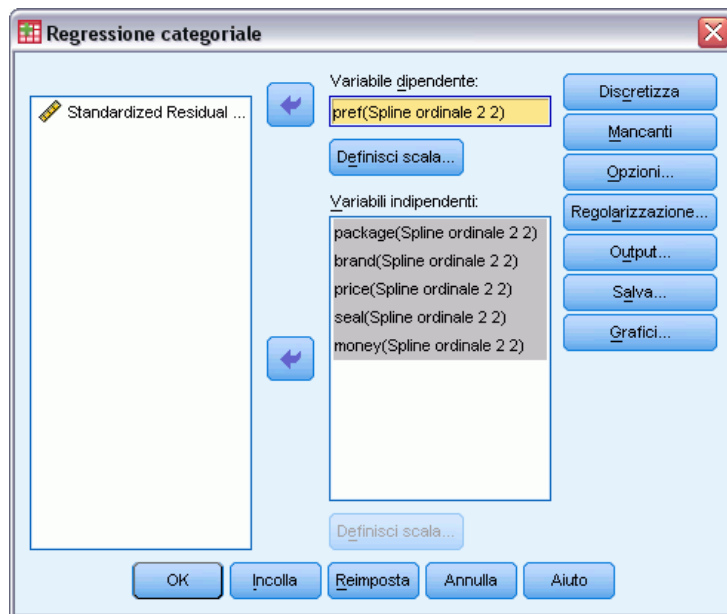 Regressione categoriale
Standardized Residual ...
Variabile dipendente:
pref(Spline ordinale 2 2)
Definisci scala...
Variabili indipendenti:
package(Spline ordinale 2 2)
brand(Spline ordinale 2 2)
price(Spline ordinale 2 2)
seal(Spline ordinale 2 2)
money(Spline ordinale 2 2)
Definisci scala...
Discretizza
Mancanti
Opzioni...
Regolarizzazione...
Output...
Salva...
Grafici...
OK
Incolla
Reimposta
Annulla
Aiuto